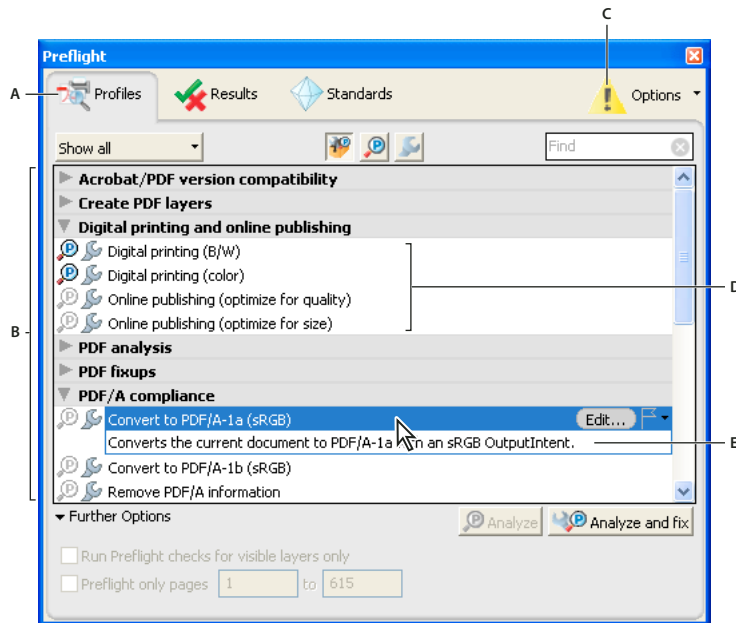 C
Preflight
A
Profiles Results Standards Options
Show all Find
Acrobat/PDF version compatibility
Create PDF layers
Digital printing and online publishing
Digital printing (B/W)
Digital printing (color)
D
Online publishing (optimize for quality)
Online publishing (optimize for size)
B
PDF analysis
PDF fixups
PDF/A compliance
Convert to PDF/A-1a (sRGB) Edit...
Converts the current document to PDF/A-1a an sRGB OutputIntent.
Convert to PDF/A-1b (sRGB)
Remove PDF/A information
Further Options Analyze Analyze and fix
Run Preflight checks for visible layers only
Preflight only pages 1 to 615